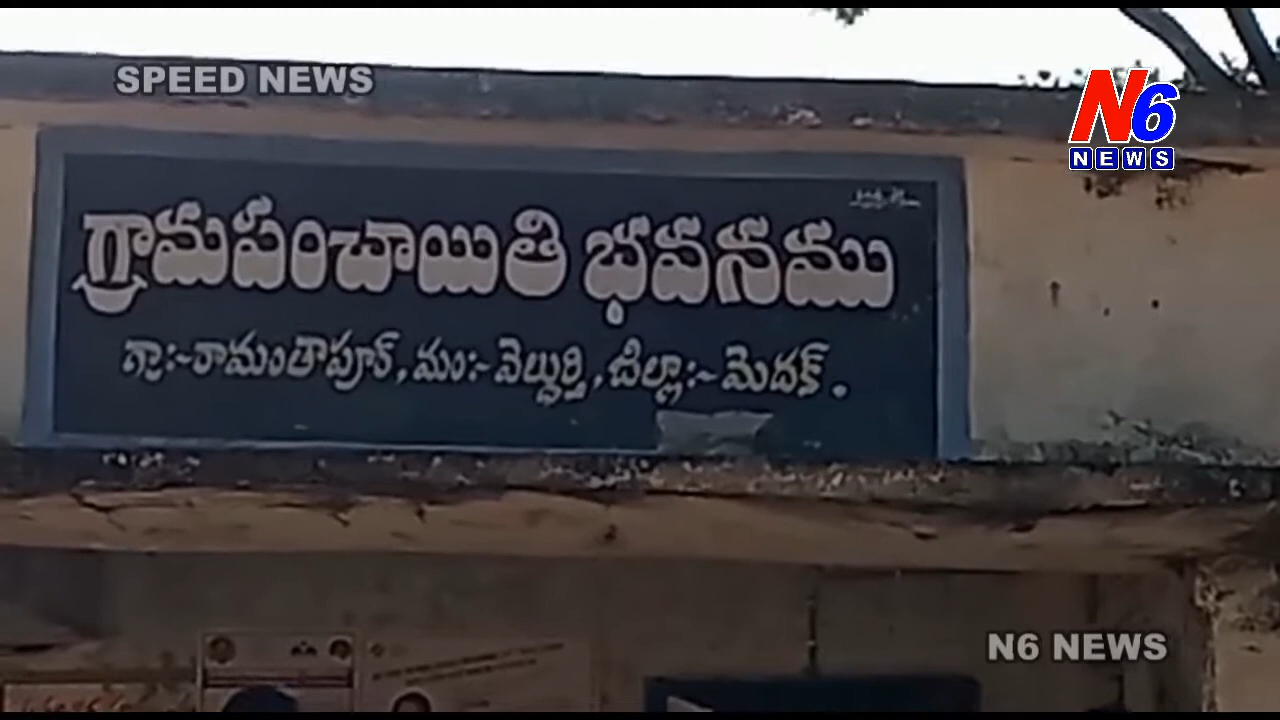 SPEED NEWS
N6
NEWS
గ్రామపంచాయితి భవనము
గ్రా:-రామంతాపూర్, మం:-వెల్దుర్తి, జిల్లా:- మెదక్.
N6 NEWS